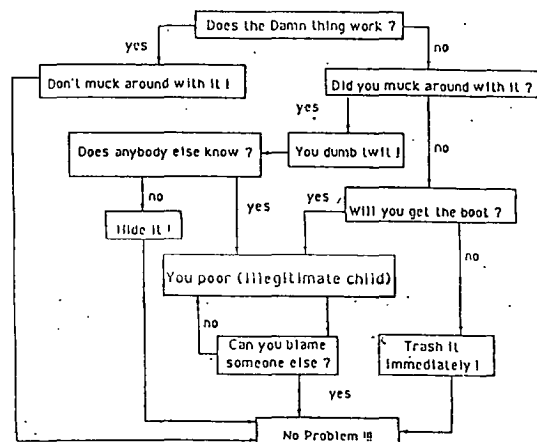 Does the Damn thing work ?
yes
no
Don't muck around with it !
Did you muck around with it ?
yes
You dumb twit !
Does anybody else know ?
no
no
yes
yes
Will you get the boot ?
Hide it !
no
You poor (illegitimate child)
no
Can you blame
someone else ?
Trash it
immediately !
yes
No Problem !!!